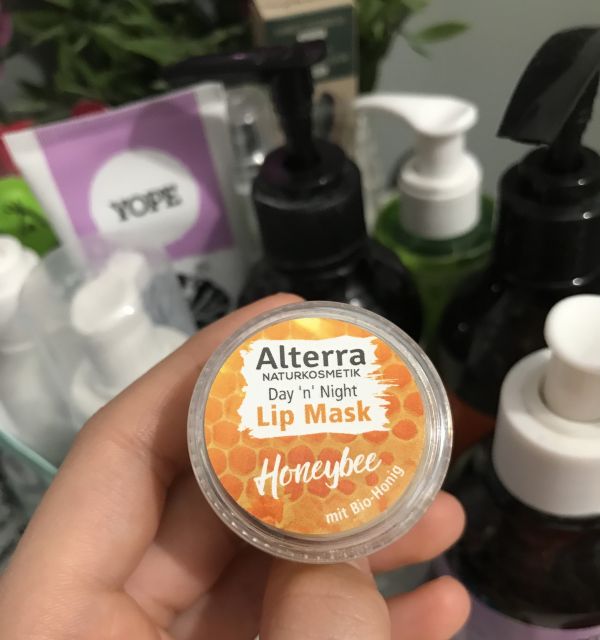 YOPE
Alterra
NATURKOSMETIK
Day 'n' Night
Lip Mask
Honeybee
mit Bio-Honig